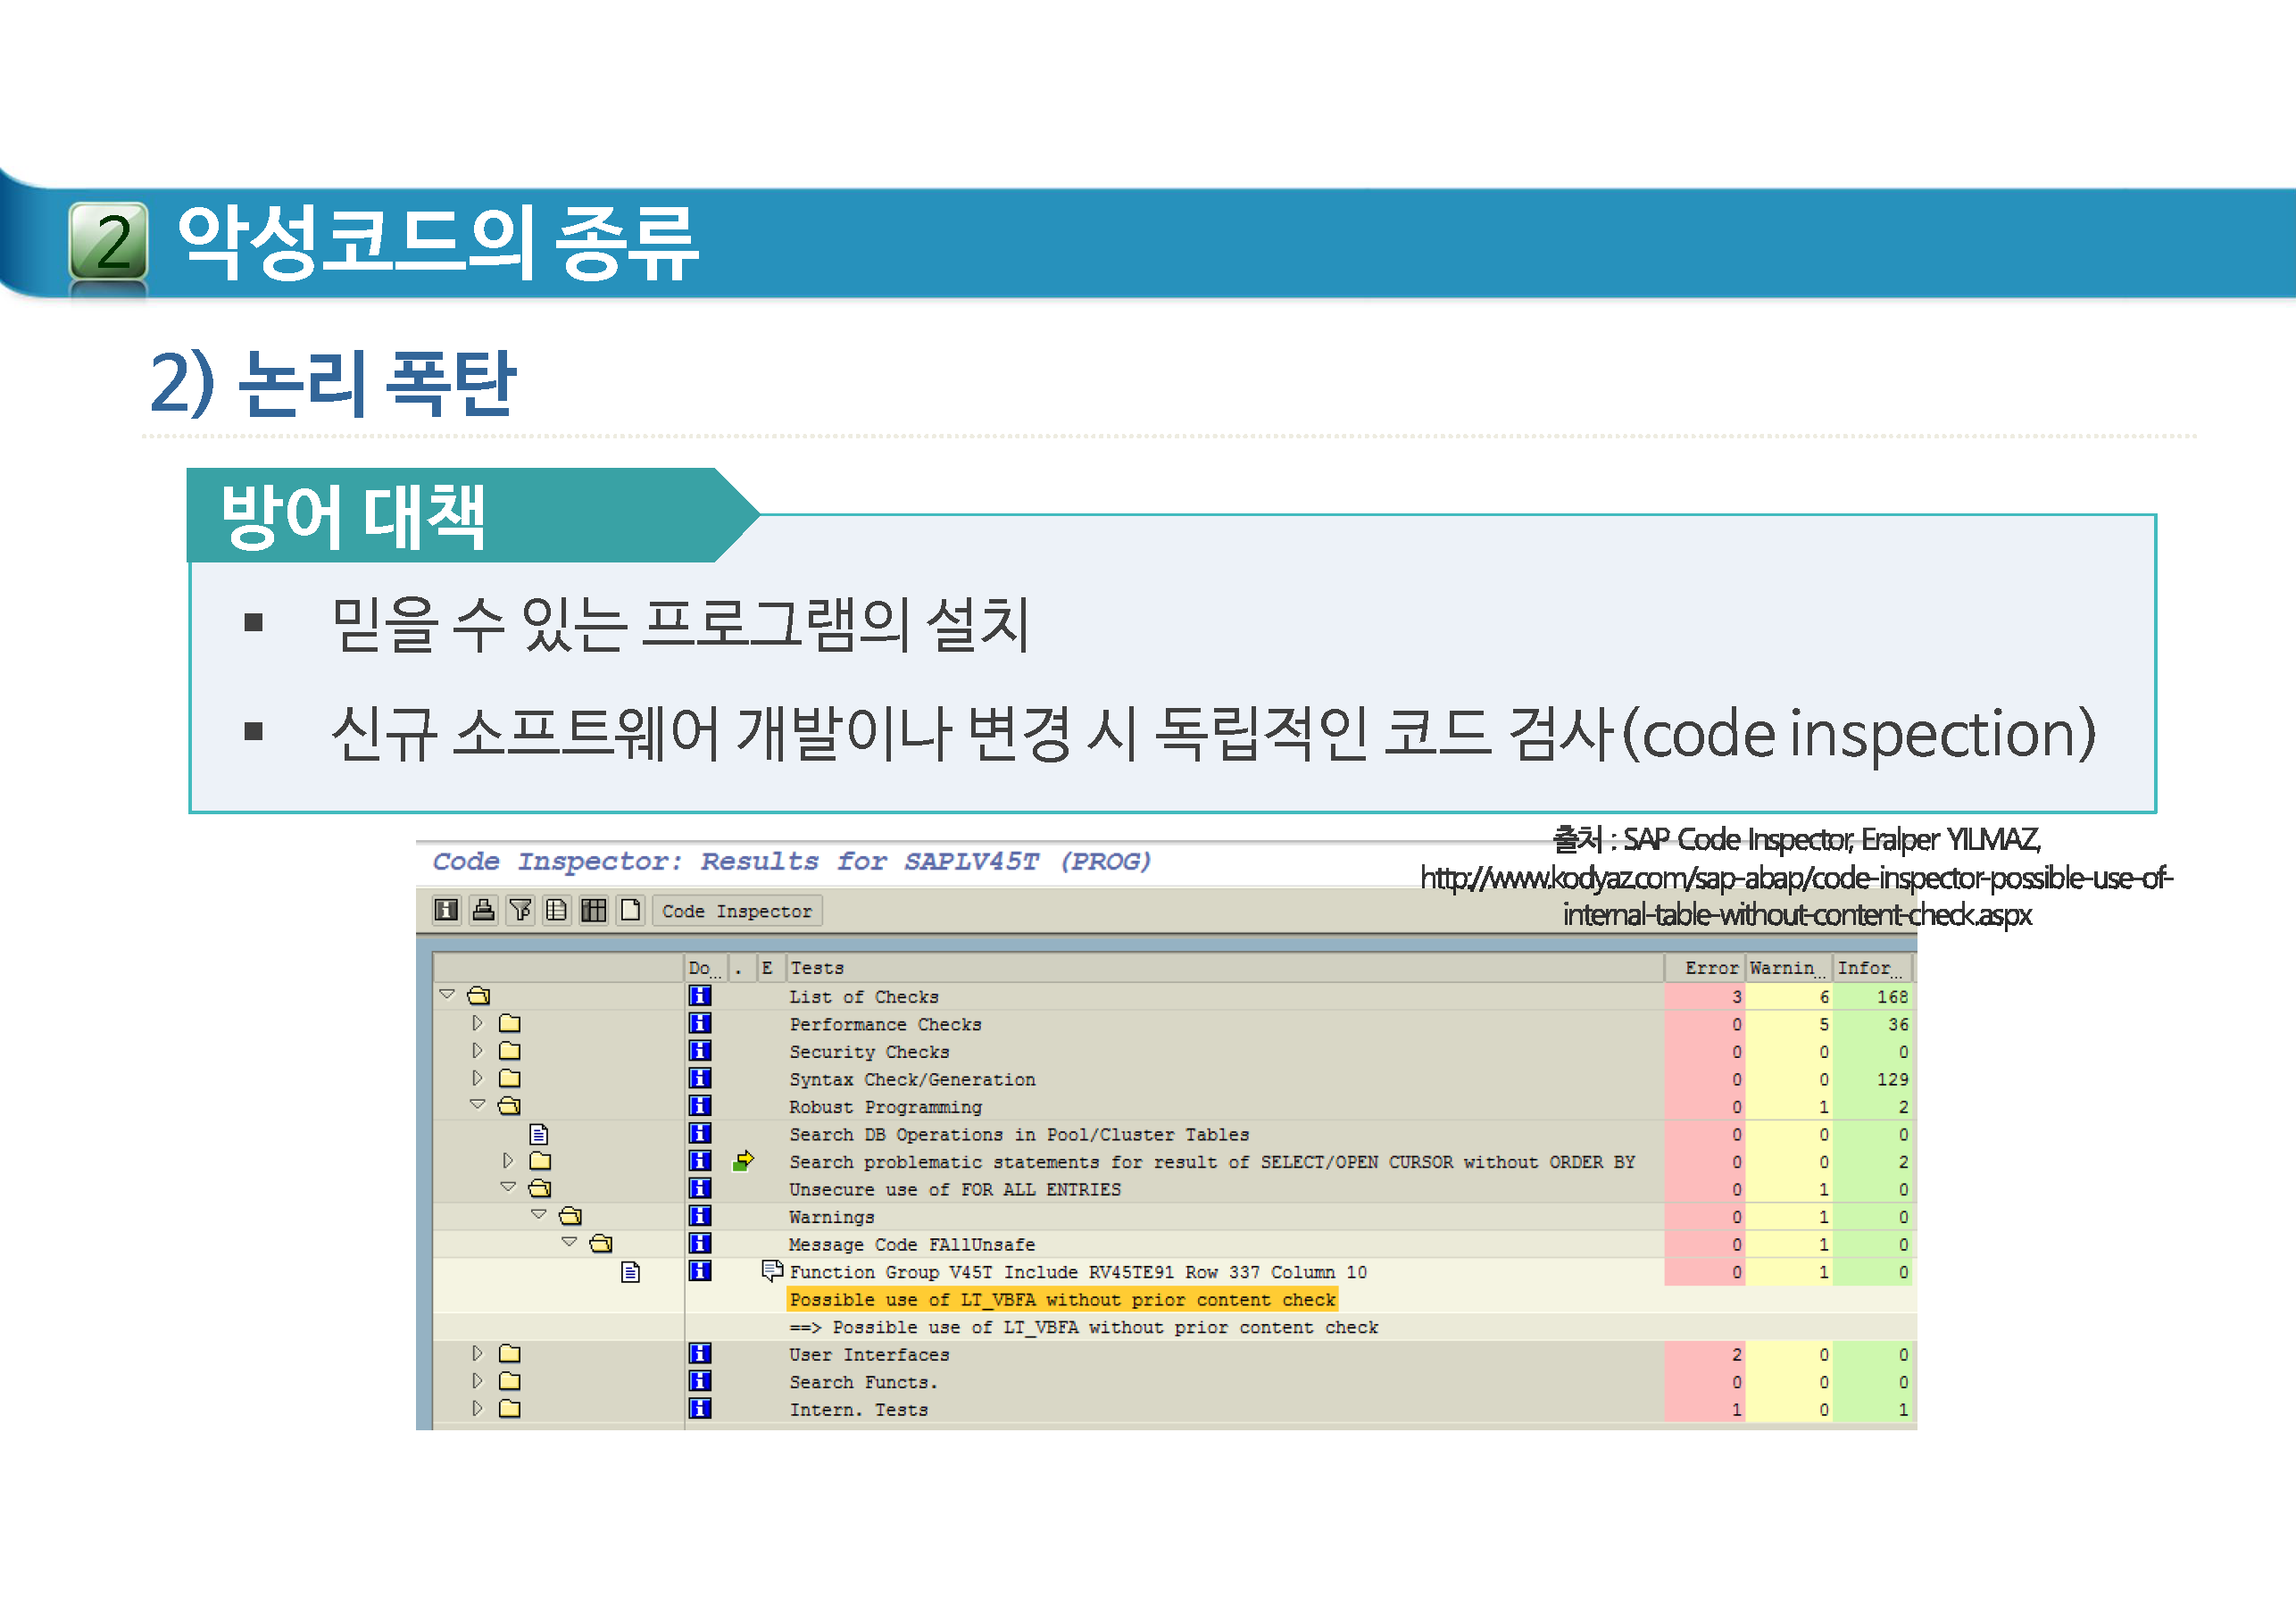 2 악성코드의 종류
2) 논리 폭탄
방어 대책
▪ 믿을 수 있는 프로그램의 설치
▪ 신규 소프트웨어 개발이나 변경 시 독립적인 코드 검사(code inspection)
출처 : SAP Code Inspector, Eralper YILMAZ,
http://www.kodyaz.com/sap-abap/code-inspector-possible-use-of-
internal-table-without-content-check.aspx
Code Inspector: Results for SAPLV45T (PROG)
Code Inspector
Do... . E Tests Error Warnin... Infor...
List of Checks 3 6 168
Performance Checks 0 5 36
Security Checks 0 0 0
Syntax Check/Generation 0 0 129
Robust Programming 0 1 2
Search DB Operations in Pool/Cluster Tables 0 0 0
Search problematic statements for result of SELECT/OPEN CURSOR without ORDER BY 0 0 2
Unsecure use of FOR ALL ENTRIES 0 1 0
Warnings 0 1 0
Message Code FAllUnsafe 0 1 0
Function Group V45T Include RV45TE91 Row 337 Column 10 0 1 0
Possible use of LT_VBFA without prior content check
==> Possible use of LT_VBFA without prior content check
User Interfaces 2 0 0
Search Functs. 0 0 0
Intern. Tests 1 0 1